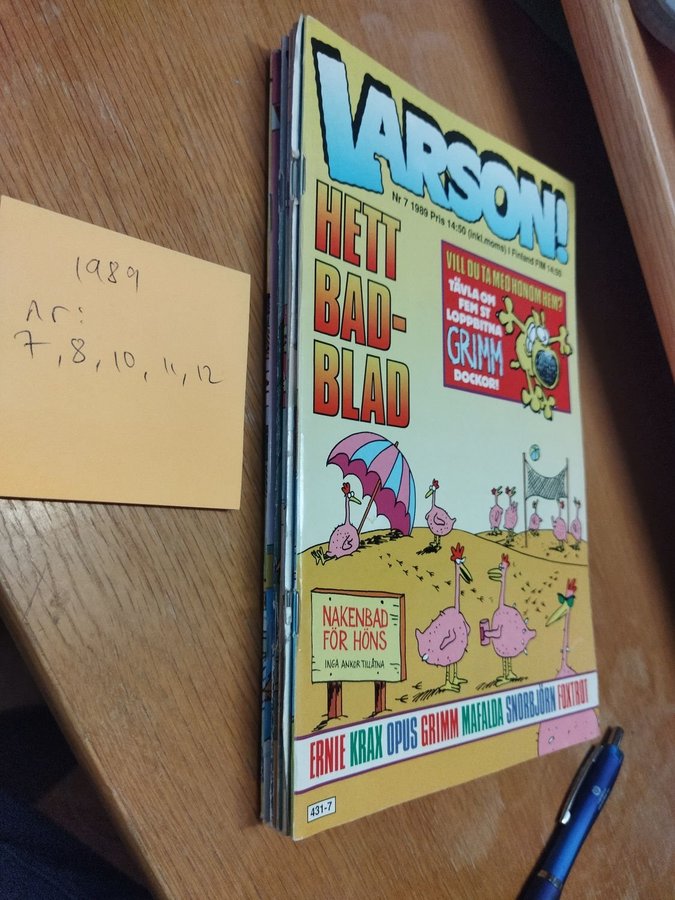 1989
nr:
7, 8, 10, 11, 12
LARSON!
Nr 7 1989 Pris 14:50 (inkl. moms) I Finland FIM 14:00
HETT
BAD-
BLAD
VILL DU TA MED HONOM HEM?
TÄVLA OM
FEM ST
LOPPBITNA
GRIMM
DOCKOR!
NAKENBAD
FÖR HÖNS
INGA ANKOR TILLÅTNA
ERNIE KRAX OPUS GRIMM MAFALDA SNOBBJÖRN FOXTROT
431-7